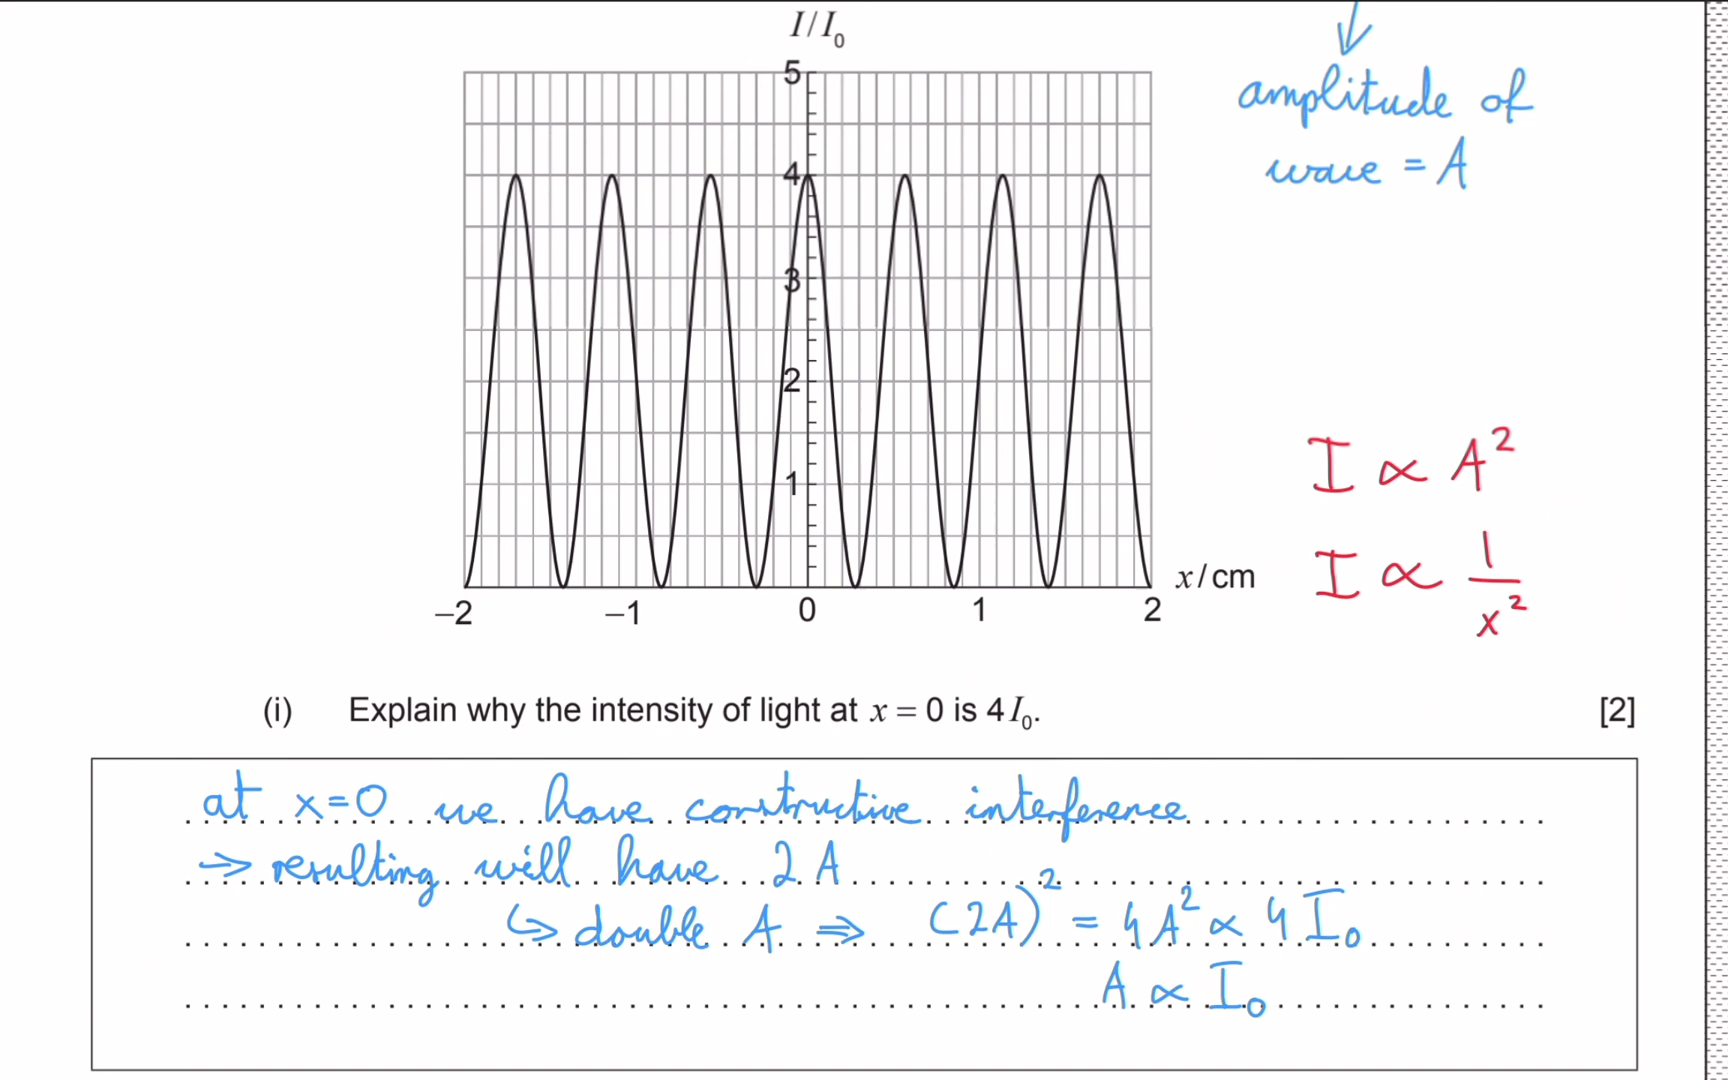 I/I₀
amplitude of
wave = A
5
4
3
2
1
–2 –1 0 1 2
x/cm
I ∝ A²
I ∝ 1/x²
(i) Explain why the intensity of light at x = 0 is 4I₀. [2]
at x=0 we have constructive interference
⇒ resulting will have 2A
↪ double A ⇒ (2A)² = 4A² ∝ 4I₀
A ∝ I₀